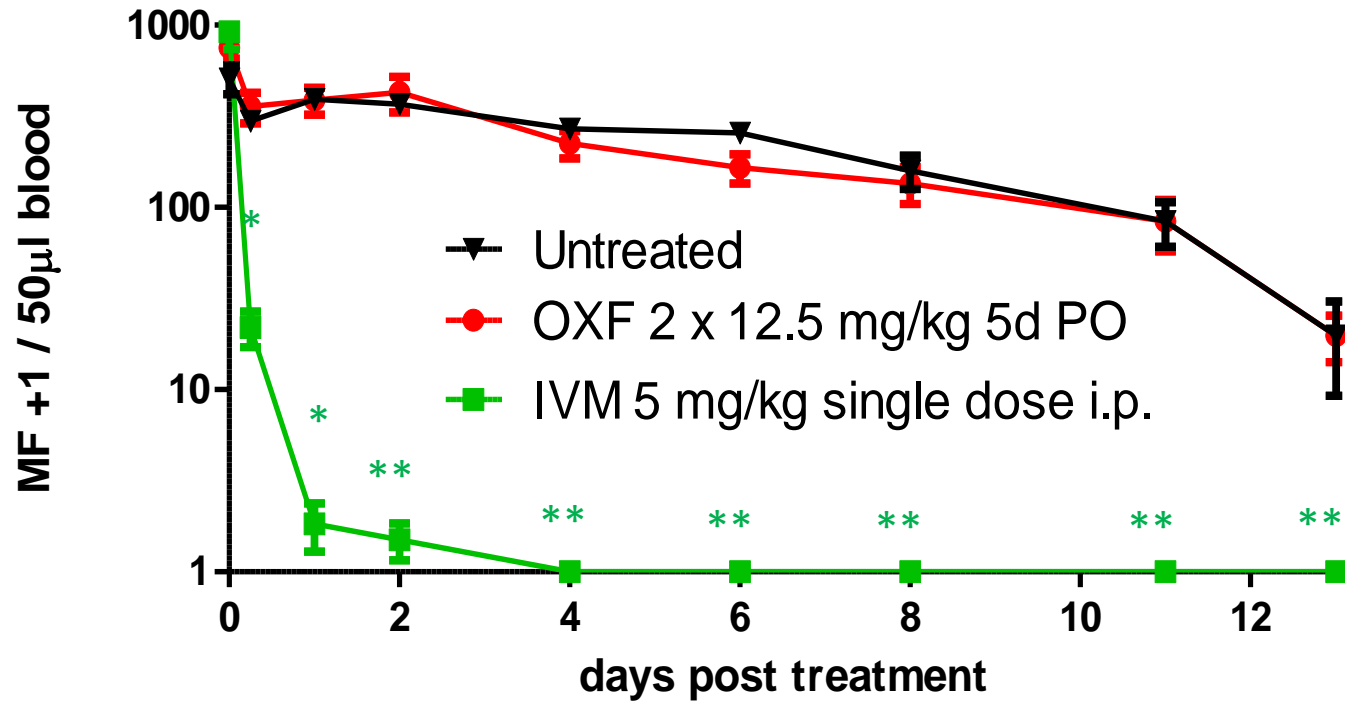 MF +1 / 50μl blood
1000
100
10
1
*
*
**
**
**
**
**
**
Untreated
OXF 2 x 12.5 mg/kg 5d PO
IVM 5 mg/kg single dose i.p.
0 2 4 6 8 10 12
days post treatment